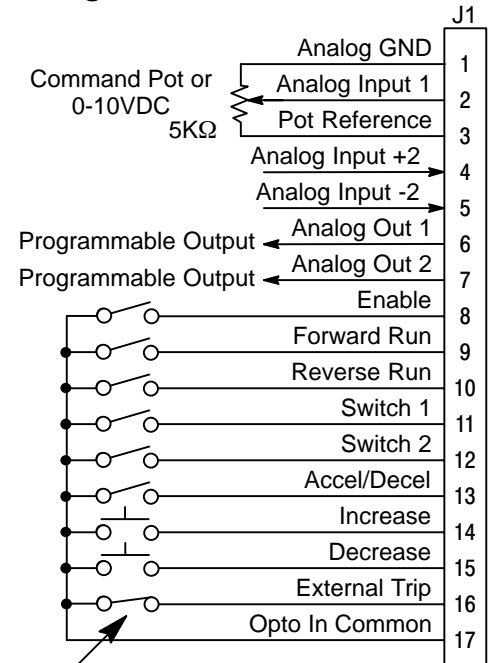 J1
Analog GND 1
Command Pot or
0-10VDC
5KΩ
Analog Input 1 2
Pot Reference 3
Analog Input +2 4
Analog Input -2 5
Programmable Output Analog Out 1 6
Programmable Output Analog Out 2 7
Enable 8
Forward Run 9
Reverse Run 10
Switch 1 11
Switch 2 12
Accel/Decel 13
Increase 14
Decrease 15
External Trip 16
Opto In Common 17